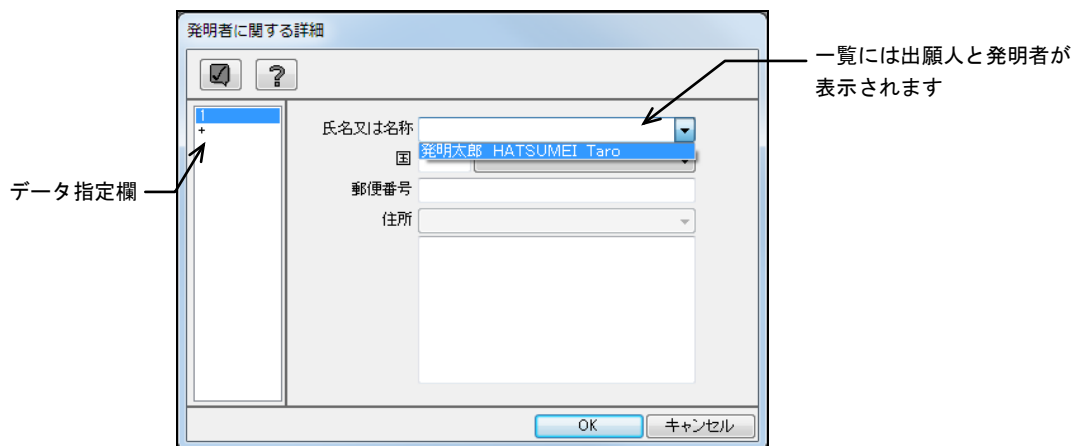 発明者に関する詳細
一覧には出願人と発明者が
表示されます
?
1
+
氏名又は名称
発明太郎 HATSUMEI Taro
国
データ指定欄
郵便番号
住所
OK
キャンセル